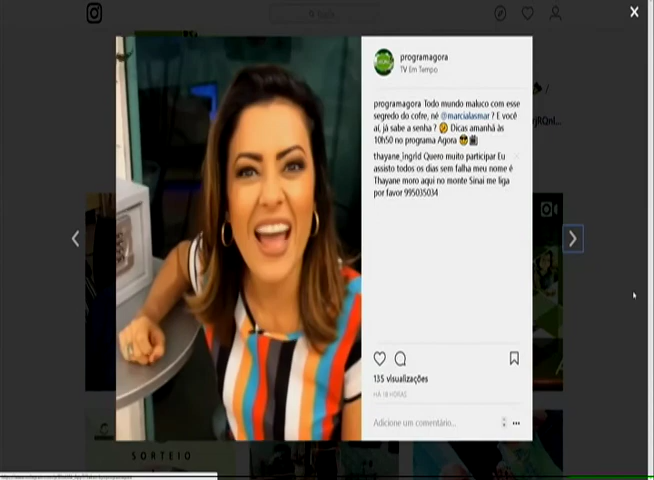 programagora
TV Em Tempo
programagora Todo mundo maluco com esse
segredo do cofre, né @marcialasmar ? E você
aí, já sabe a senha ? 🤔 Dicas amanhã às
10h50 no programa Agora 😎📺
thayane_ingrid Quero muito participar Eu
assisto todos os dias sem falha meu nome é
Thayane moro aqui no monte Sinai me liga
por favor 995035034
135 visualizações
HÁ 18 HORAS
Adicione um comentário...
SORTEIO